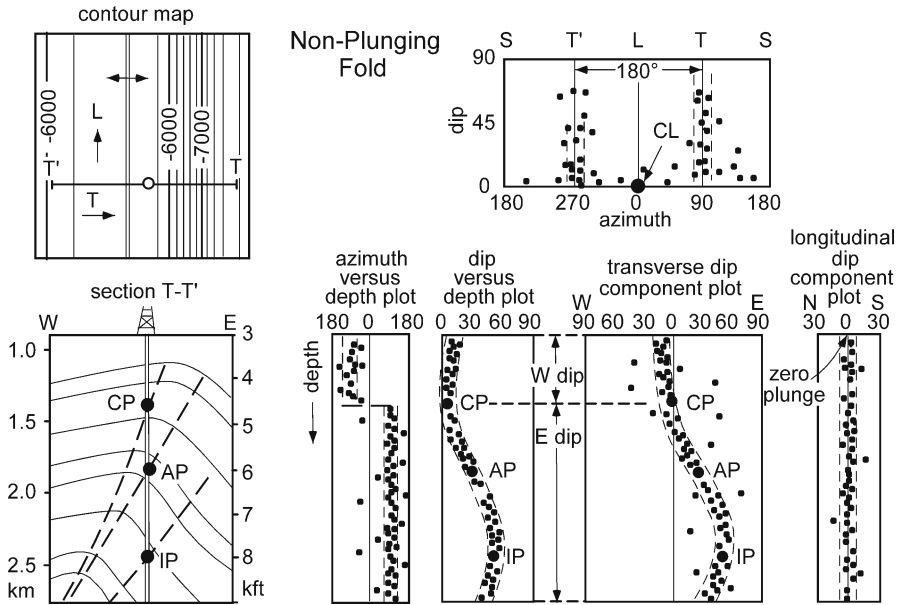 contour map
Non-Plunging
Fold
-6000
-6000
-7000
L
T'
T
T
S T' L T S
90
45
0
dip
180°
CL
180 270 0 90 180
azimuth
section T-T'
W E
1.0
1.5
2.0
2.5
km
3
4
5
6
7
8
kft
CP
AP
IP
azimuth
versus
depth plot
180 0 180
depth
dip
versus
depth plot
0 30 60 90
CP
AP
IP
W dip
E dip
transverse dip
component plot
W E
90 60 30 0 30 60 90
CP
AP
IP
longitudinal
dip
component
plot
N S
30 0 30
zero
plunge